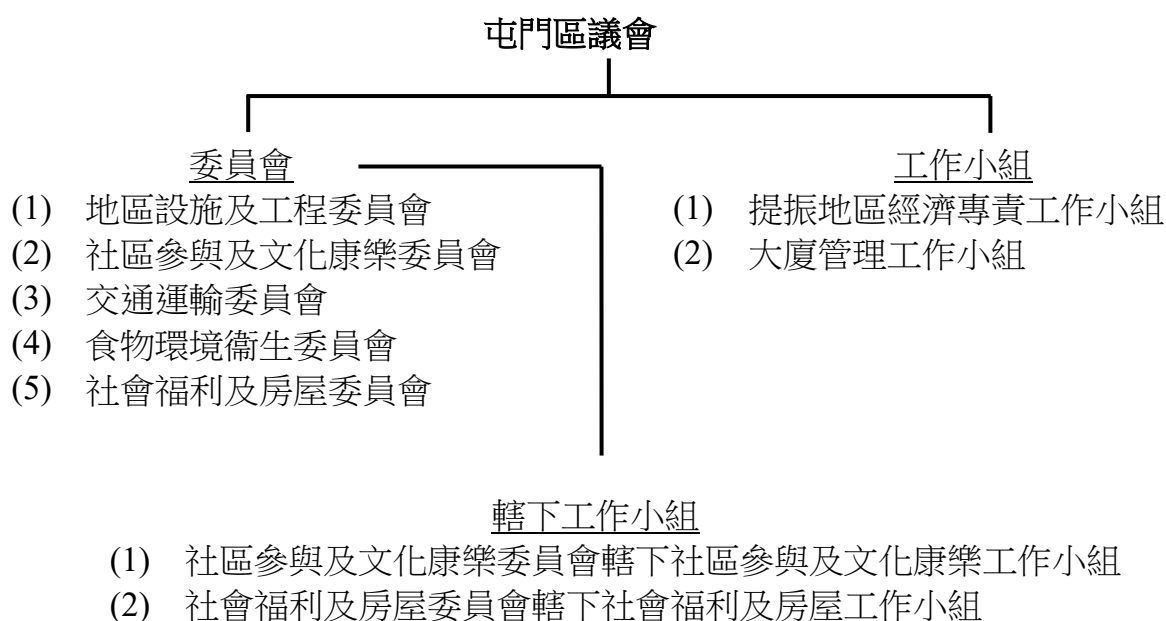 屯門區議會
委員會
(1) 地區設施及工程委員會
(2) 社區參與及文化康樂委員會
(3) 交通運輸委員會
(4) 食物環境衞生委員會
(5) 社會福利及房屋委員會
工作小組
(1) 提振地區經濟專責工作小組
(2) 大廈管理工作小組
轄下工作小組
(1) 社區參與及文化康樂委員會轄下社區參與及文化康樂工作小組
(2) 社會福利及房屋委員會轄下社會福利及房屋工作小組